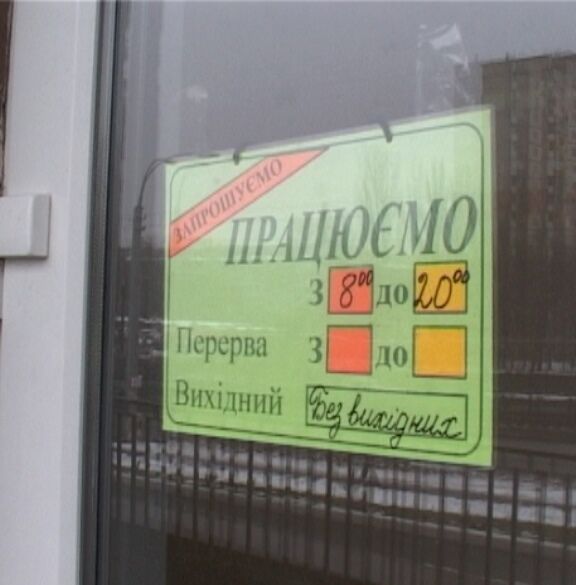 ЗАПРОШУЄМО
ПРАЦЮЄМО
З 8⁰⁰ до 20⁰⁰
Перерва З до
Вихідний Без вихідних